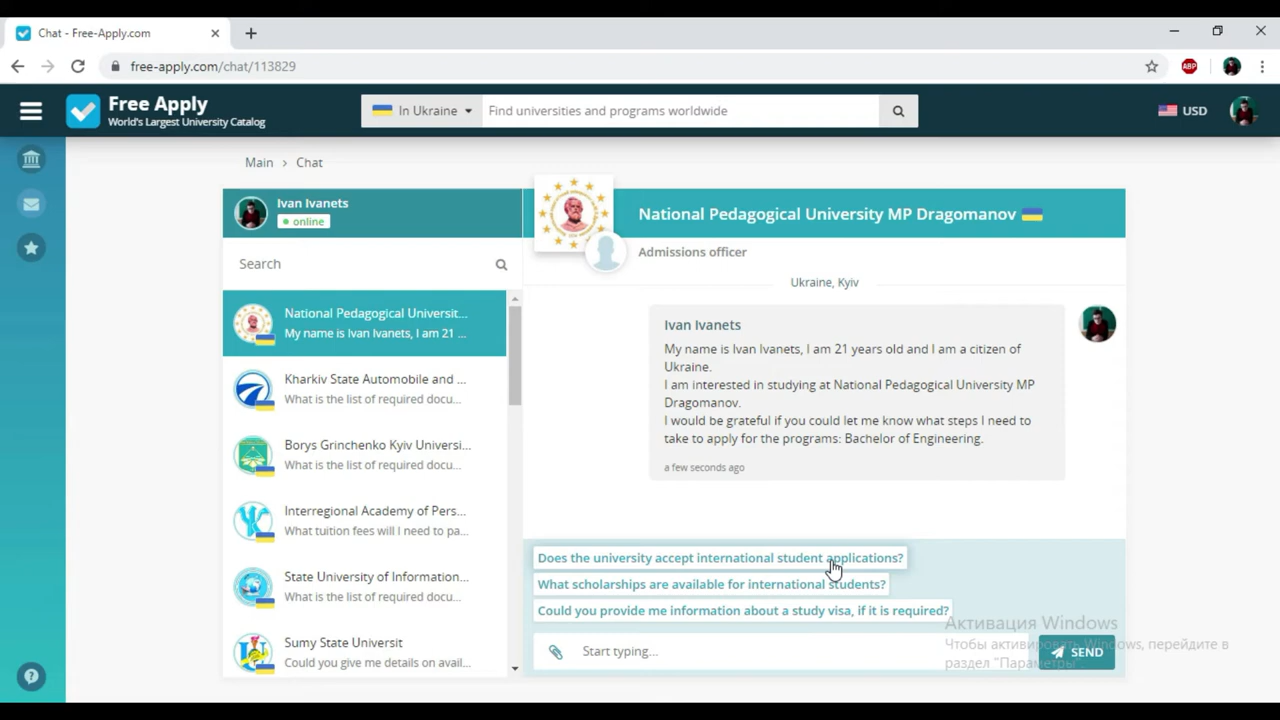 Chat - Free-Apply.com
free-apply.com/chat/113829
ABP
Free Apply
World's Largest University Catalog
In Ukraine
Find universities and programs worldwide
USD
Main > Chat
Ivan Ivanets
online
Search
National Pedagogical Universit...
My name is Ivan Ivanets, I am 21 ...
Kharkiv State Automobile and ...
What is the list of required docu...
Borys Grinchenko Kyiv Universi...
What is the list of required docu...
Interregional Academy of Pers...
What tuition fees will I need to pa...
State University of Information...
What is the list of required docu...
Sumy State Universit
Could you give me details on avail...
National Pedagogical University MP Dragomanov
Admissions officer
Ukraine, Kyiv
Ivan Ivanets
My name is Ivan Ivanets, I am 21 years old and I am a citizen of
Ukraine.
I am interested in studying at National Pedagogical University MP
Dragomanov.
I would be grateful if you could let me know what steps I need to
take to apply for the programs: Bachelor of Engineering.
a few seconds ago
Does the university accept international student applications?
What scholarships are available for international students?
Could you provide me information about a study visa, if it is required?
Start typing...
SEND
Активация Windows
Чтобы активировать Windows, перейдите в
раздел "Параметры".